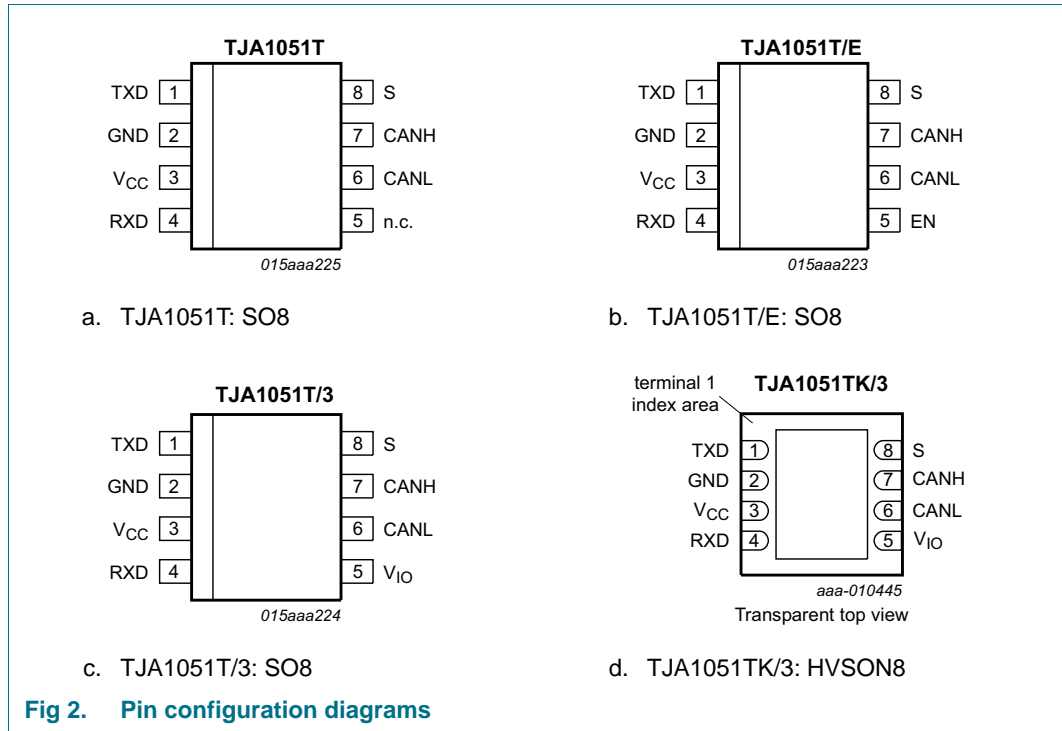 TJA1051T
TXD 1
GND 2
VCC 3
RXD 4
8 S
7 CANH
6 CANL
5 n.c.
015aaa225
a. TJA1051T: SO8
TJA1051T/E
TXD 1
GND 2
VCC 3
RXD 4
8 S
7 CANH
6 CANL
5 EN
015aaa223
b. TJA1051T/E: SO8
TJA1051T/3
TXD 1
GND 2
VCC 3
RXD 4
8 S
7 CANH
6 CANL
5 VIO
015aaa224
c. TJA1051T/3: SO8
terminal 1
index area
TJA1051TK/3
TXD 1
GND 2
VCC 3
RXD 4
8 S
7 CANH
6 CANL
5 VIO
aaa-010445
Transparent top view
d. TJA1051TK/3: HVSON8
Fig 2. Pin configuration diagrams